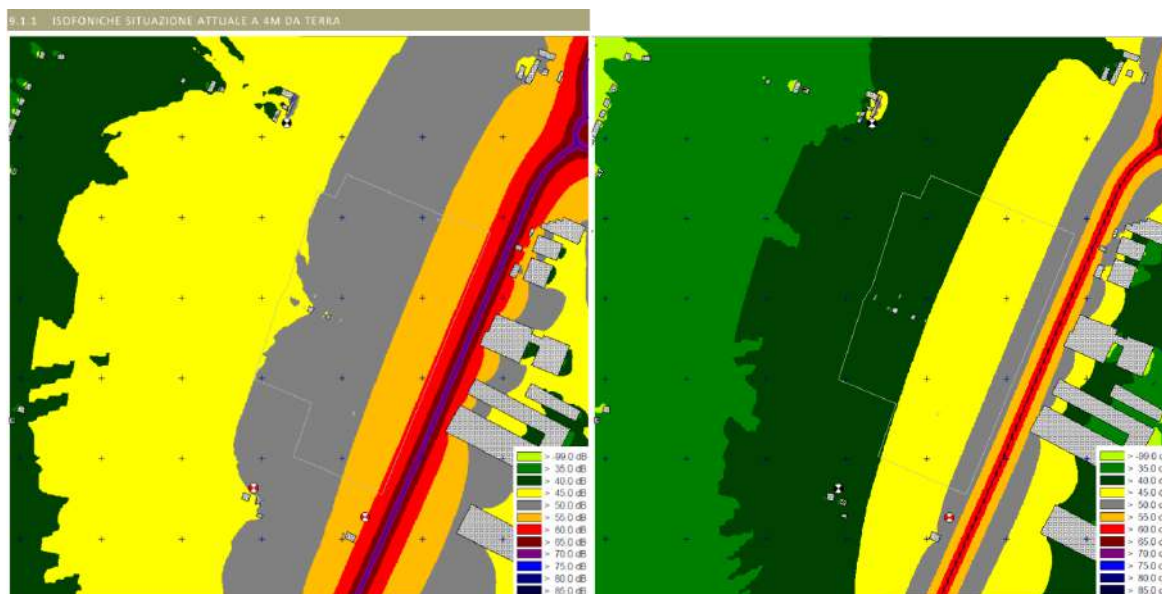 9.1.1 ISOFONICHE SITUAZIONE ATTUALE A 4M DA TERRA
> -99.0 dB
> 35.0 dB
> 40.0 dB
> 45.0 dB
> 50.0 dB
> 55.0 dB
> 60.0 dB
> 65.0 dB
> 70.0 dB
> 75.0 dB
> 80.0 dB
> 85.0 dB
> -99.0 d
> 35.0 d
> 40.0 d
> 45.0 d
> 50.0 d
> 55.0 d
> 60.0 d
> 65.0 d
> 70.0 d
> 75.0 d
> 80.0 d
> 85.0 d